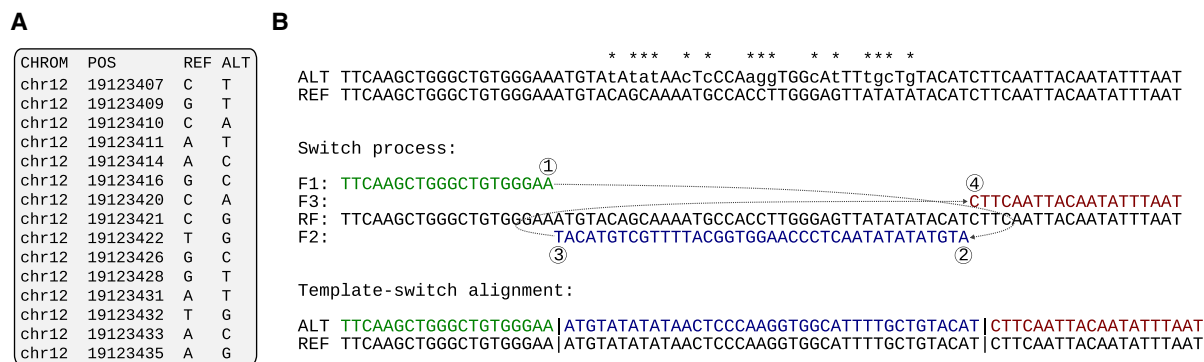 A
CHROM POS REF ALT
chr12 19123407 C T
chr12 19123409 G T
chr12 19123410 C A
chr12 19123411 A T
chr12 19123414 A C
chr12 19123416 G C
chr12 19123420 C A
chr12 19123421 C G
chr12 19123422 T G
chr12 19123426 G C
chr12 19123428 G T
chr12 19123431 A T
chr12 19123432 T G
chr12 19123433 A C
chr12 19123435 A G
B
* *** * * *** * * *** *
ALT TTCAAGCTGGGCTGTGGGAAATGTAtAtatAAcTcCCAaggTGGcAtTTtgcTgTACATCTTCAATTACAATATTTAAT
REF TTCAAGCTGGGCTGTGGGAAATGTACAGCAAAATGCCACCTTGGGAGTTATATATACATCTTCAATTACAATATTTAAT
Switch process:
①
F1: TTCAAGCTGGGCTGTGGGAA
④
F3: CTTCAATTACAATATTTAAT
RF: TTCAAGCTGGGCTGTGGGAAATGTACAGCAAAATGCCACCTTGGGAGTTATATATACATCTTCAATTACAATATTTAAT
F2: TACATGTCGTTTTACGGTGGAACCCTCAATATATATGTA
③ ②
Template-switch alignment:
ALT TTCAAGCTGGGCTGTGGGAA|ATGTATATATAACTCCCAAGGTGGCATTTTGCTGTACAT|CTTCAATTACAATATTTAAT
REF TTCAAGCTGGGCTGTGGGAA|ATGTATATATAACTCCCAAGGTGGCATTTTGCTGTACAT|CTTCAATTACAATATTTAAT